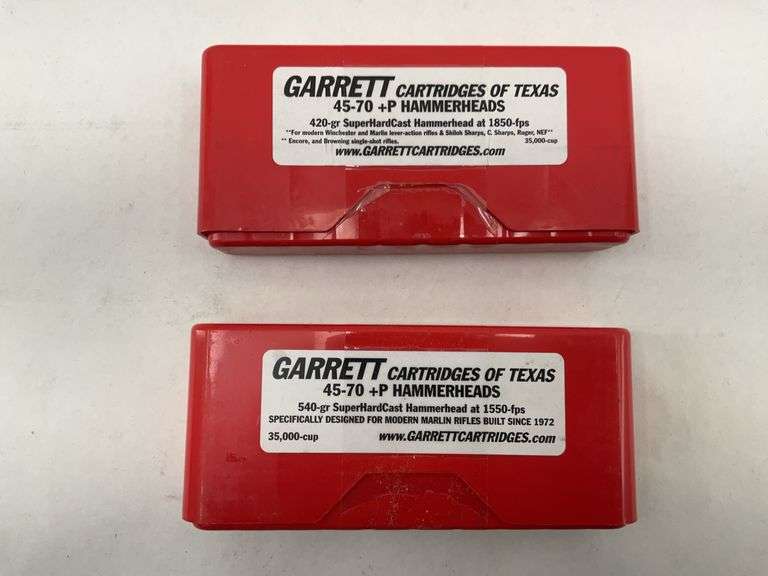 GARRETT CARTRIDGES OF TEXAS
45-70 +P HAMMERHEADS
420-gr SuperHardCast Hammerhead at 1850-fps
**For modern Winchester and Marlin lever-action rifles & Shiloh Sharps, C. Sharps, Ruger, NEF**
** Encore, and Browning single-shot rifles. 35,000-cup
www.GARRETTCARTRIDGES.com
GARRETT CARTRIDGES OF TEXAS
45-70 +P HAMMERHEADS
540-gr SuperHardCast Hammerhead at 1550-fps
SPECIFICALLY DESIGNED FOR MODERN MARLIN RIFLES BUILT SINCE 1972
35,000-cup www.GARRETTCARTRIDGES.com